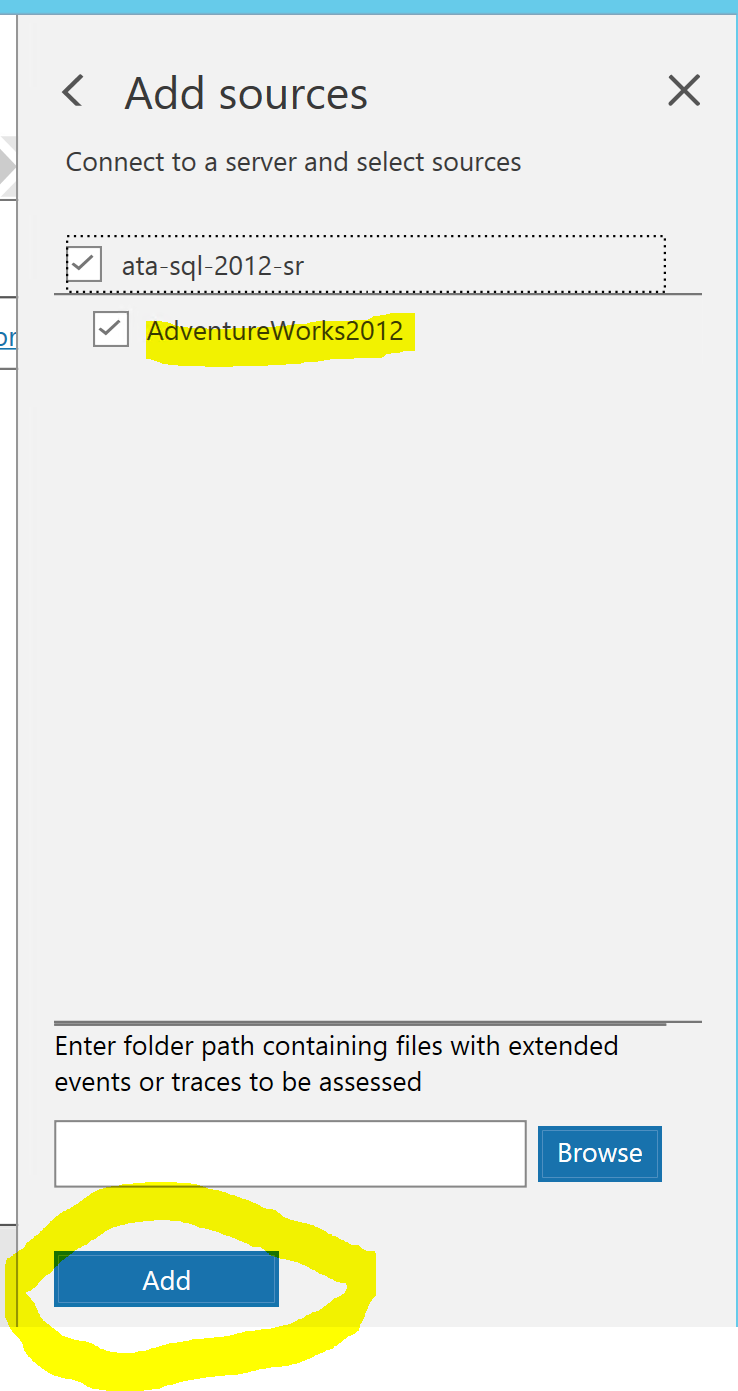 Add sources
Connect to a server and select sources
ata-sql-2012-sr
or
AdventureWorks2012
Enter folder path containing files with extended
events or traces to be assessed
Browse
Add